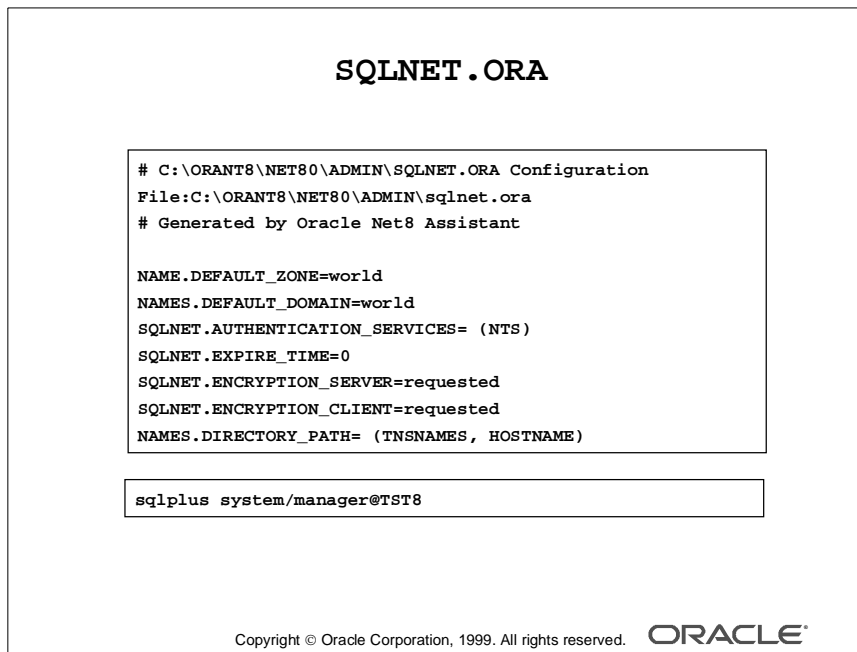 SQLNET.ORA
# C:\ORANT8\NET80\ADMIN\SQLNET.ORA Configuration
File:C:\ORANT8\NET80\ADMIN\sqlnet.ora
# Generated by Oracle Net8 Assistant
NAME.DEFAULT_ZONE=world
NAMES.DEFAULT_DOMAIN=world
SQLNET.AUTHENTICATION_SERVICES= (NTS)
SQLNET.EXPIRE_TIME=0
SQLNET.ENCRYPTION_SERVER=requested
SQLNET.ENCRYPTION_CLIENT=requested
NAMES.DIRECTORY_PATH= (TNSNAMES, HOSTNAME)
sqlplus system/manager@TST8
Copyright © Oracle Corporation, 1999. All rights reserved. ORACLE®